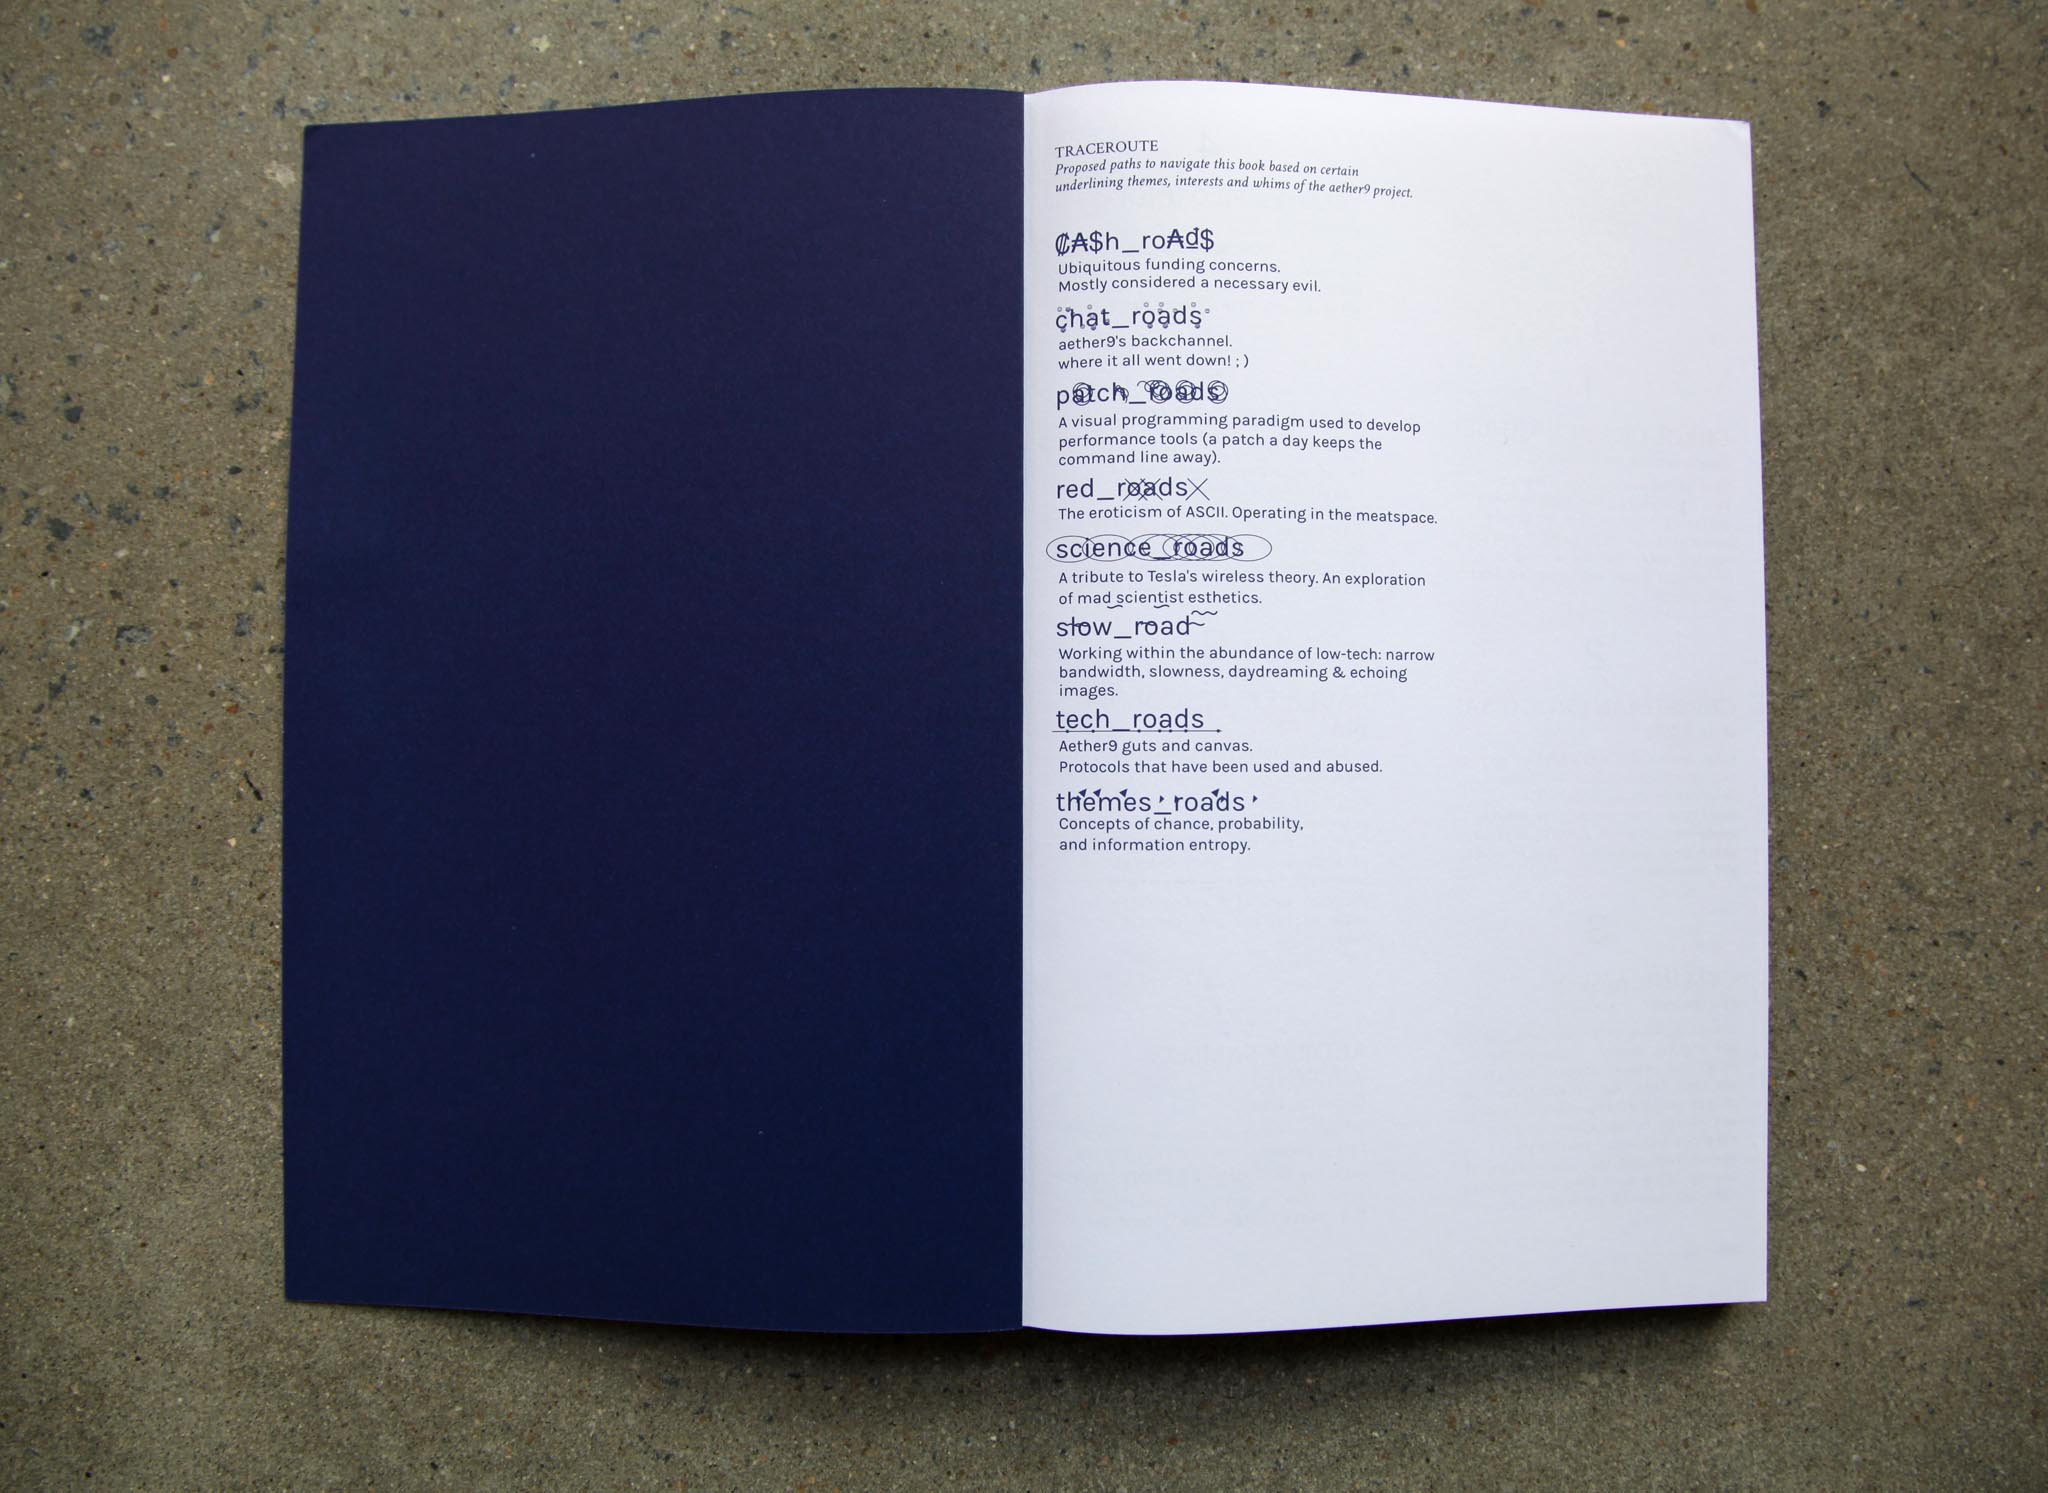 TRACEROUTE
Proposed paths to navigate this book based on certain
underlining themes, interests and whims of the aether9 project.
₡₳$h_ro₳d$
Ubiquitous funding concerns.
Mostly considered a necessary evil.
chat_roads
aether9's backchannel.
where it all went down! ; )
patch_roads
A visual programming paradigm used to develop
performance tools (a patch a day keeps the
command line away).
red_roads
The eroticism of ASCII. Operating in the meatspace.
science_roads
A tribute to Tesla's wireless theory. An exploration
of mad scientist esthetics.
slow_road
Working within the abundance of low-tech: narrow
bandwidth, slowness, daydreaming & echoing
images.
tech_roads
Aether9 guts and canvas.
Protocols that have been used and abused.
themes_roads
Concepts of chance, probability,
and information entropy.